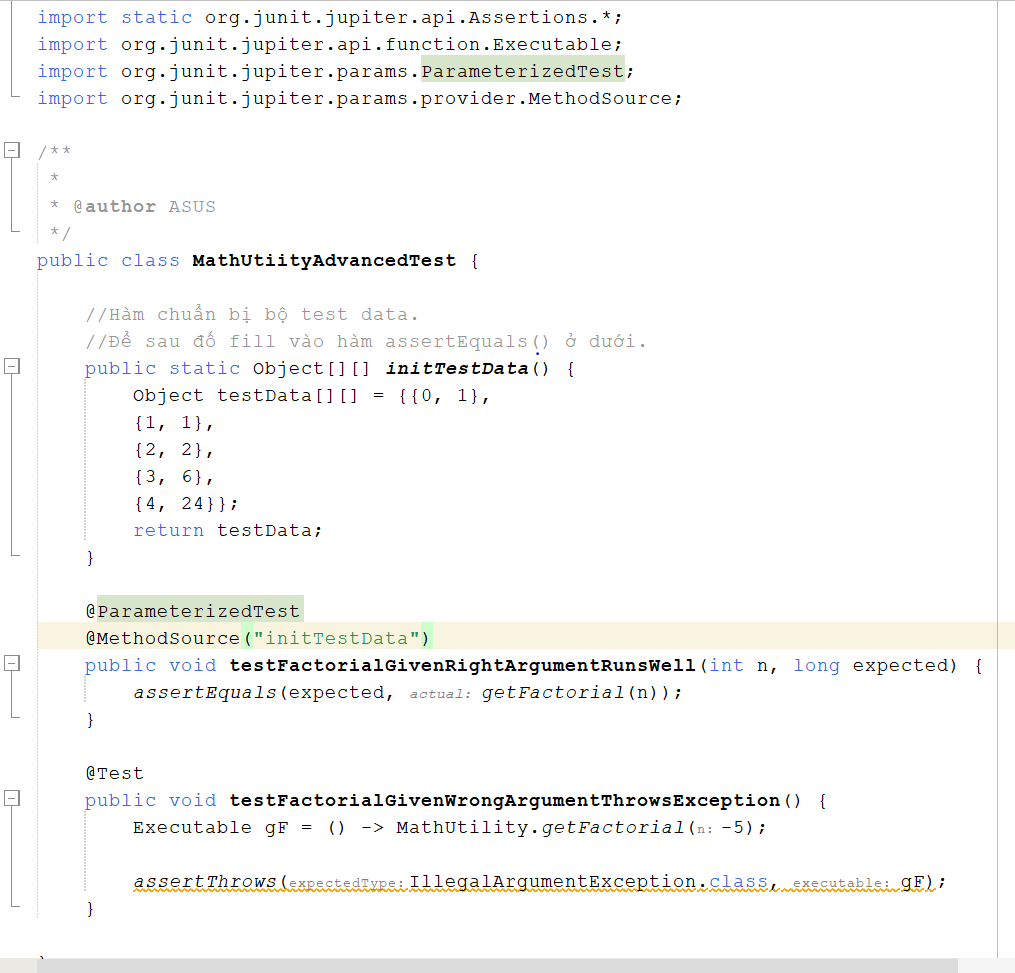 import static org.junit.jupiter.api.Assertions.*;
import org.junit.jupiter.api.function.Executable;
import org.junit.jupiter.params.ParameterizedTest;
import org.junit.jupiter.params.provider.MethodSource;
/**
*
* @author ASUS
*/
public class MathUtiityAdvancedTest {
//Hàm chuẩn bị bộ test data.
//Để sau đố fill vào hàm assertEquals() ở dưới.
public static Object[][] initTestData() {
Object testData[][] = {{0, 1},
{1, 1},
{2, 2},
{3, 6},
{4, 24}};
return testData;
}
@ParameterizedTest
@MethodSource("initTestData")
public void testFactorialGivenRightArgumentRunsWell(int n, long expected) {
assertEquals(expected, actual: getFactorial(n));
}
@Test
public void testFactorialGivenWrongArgumentThrowsException() {
Executable gF = () -> MathUtility.getFactorial(n: -5);
assertThrows(expectedType: IllegalArgumentException.class, executable: gF);
}